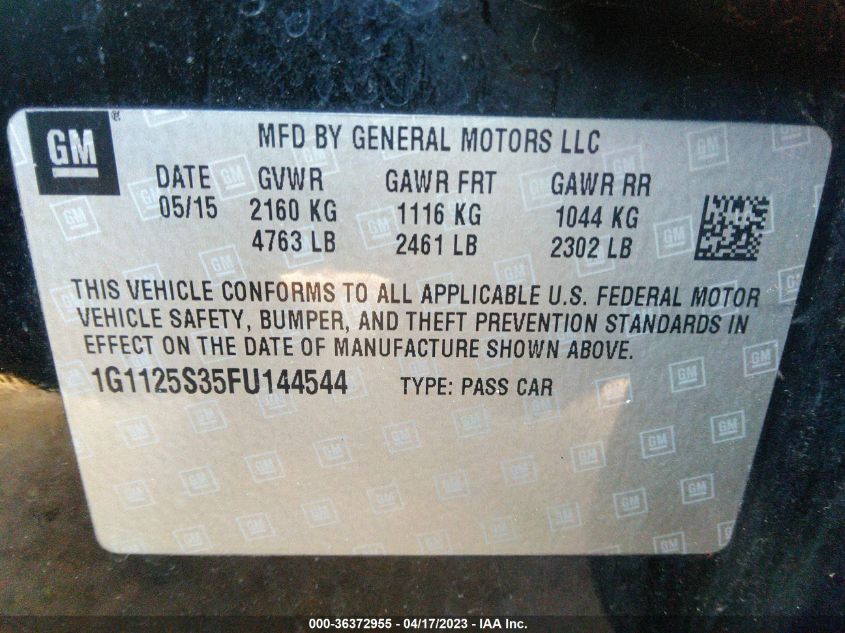 GM ®
MFD BY GENERAL MOTORS LLC
DATE GVWR GAWR FRT GAWR RR
05/15 2160 KG 1116 KG 1044 KG
4763 LB 2461 LB 2302 LB
THIS VEHICLE CONFORMS TO ALL APPLICABLE U.S. FEDERAL MOTOR
VEHICLE SAFETY, BUMPER, AND THEFT PREVENTION STANDARDS IN
EFFECT ON THE DATE OF MANUFACTURE SHOWN ABOVE.
1G1125S35FU144544 TYPE: PASS CAR
000-36372955 - 04/17/2023 - IAA Inc.